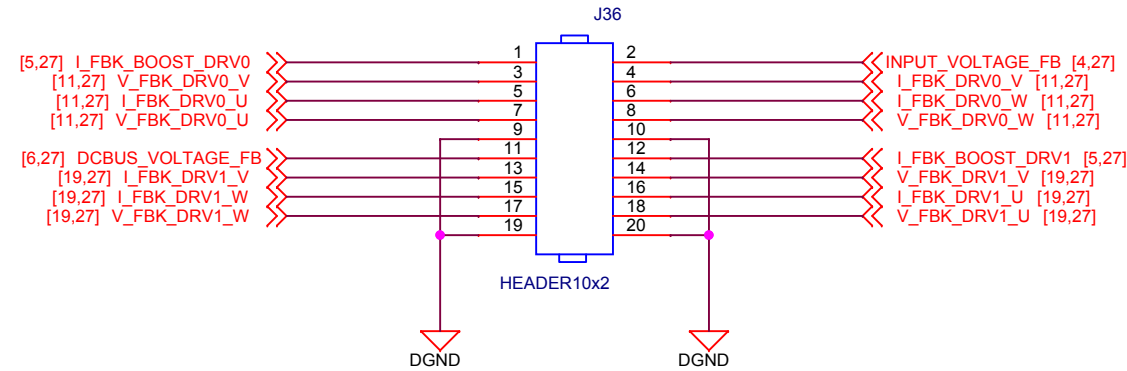 J36
[5,27] I_FBK_BOOST_DRV0 1 2 INPUT_VOLTAGE_FB [4,27]
[11,27] V_FBK_DRV0_V 3 4 I_FBK_DRV0_V [11,27]
[11,27] I_FBK_DRV0_U 5 6 I_FBK_DRV0_W [11,27]
[11,27] V_FBK_DRV0_U 7 8 V_FBK_DRV0_W [11,27]
9 10
[6,27] DCBUS_VOLTAGE_FB 11 12 I_FBK_BOOST_DRV1 [5,27]
[19,27] I_FBK_DRV1_V 13 14 V_FBK_DRV1_V [19,27]
[19,27] I_FBK_DRV1_W 15 16 I_FBK_DRV1_U [19,27]
[19,27] V_FBK_DRV1_W 17 18 V_FBK_DRV1_U [19,27]
19 20
HEADER10x2
DGND DGND